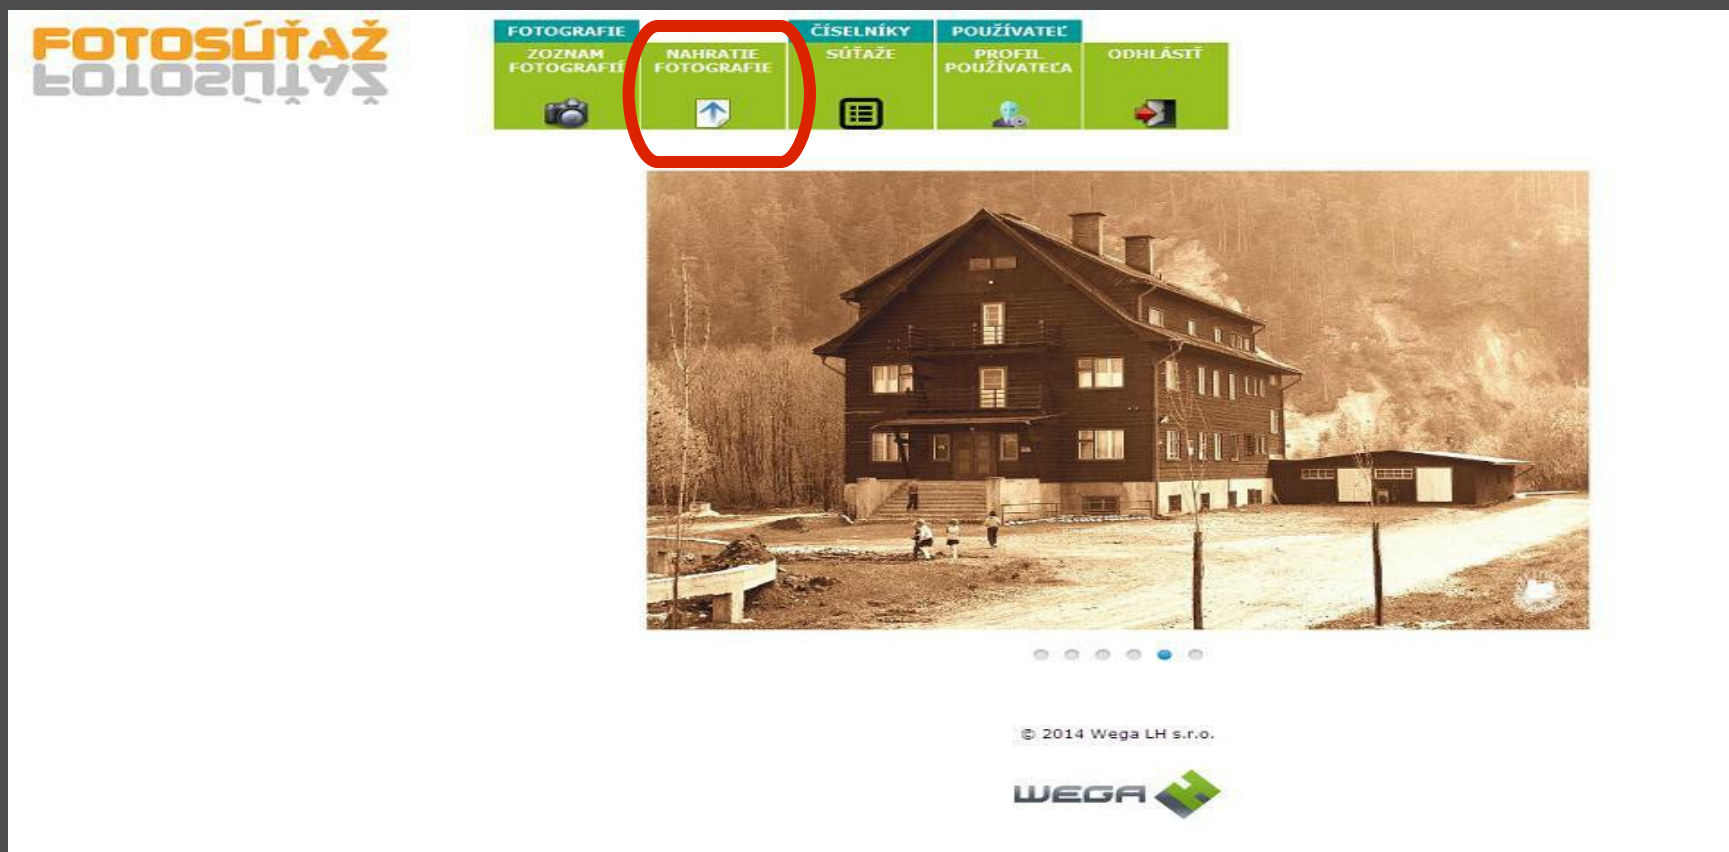 FOTOSÚŤAŽ
FOTOGRAFIE
ČÍSELNÍKY
POUŽÍVATEĽ
ZOZNAM
FOTOGRAFIÍ
NAHRATIE
FOTOGRAFIE
SÚŤAŽE
PROFIL
POUŽÍVATEĽA
ODHLÁSIŤ
© 2014 Wega LH s.r.o.
WEGA